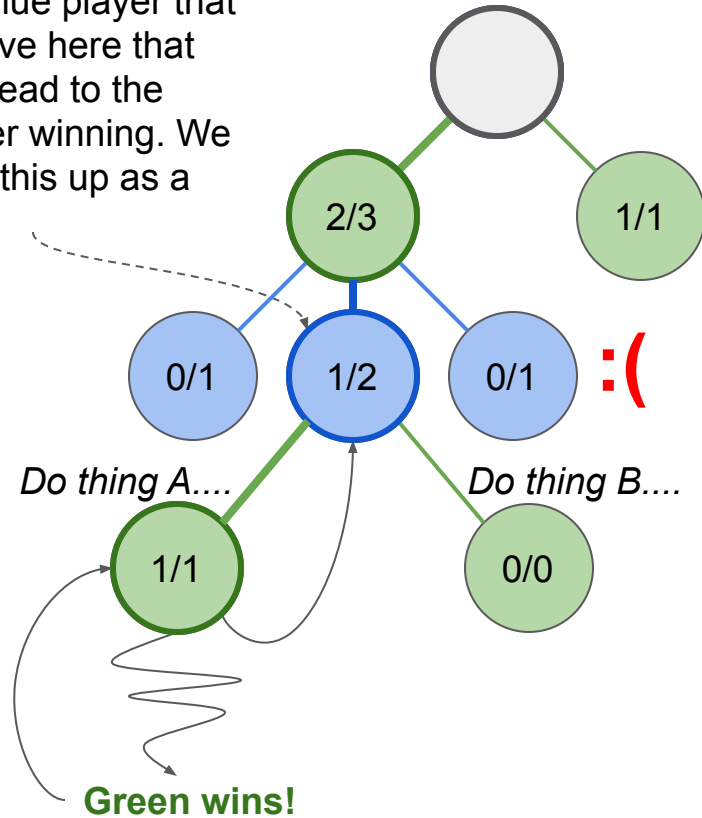 lue player that
ve here that
ead to the
er winning. We
this up as a
2/3
1/1
0/1
1/2
0/1
:(
Do thing A....
Do thing B....
1/1
0/0
Green wins!